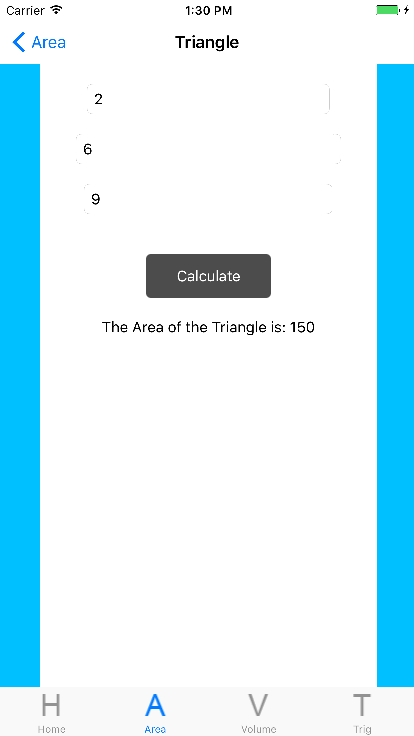 Carrier 1:30 PM
Area Triangle
2
6
9
Calculate
The Area of the Triangle is: 150
H A V T
Home Area Volume Trig